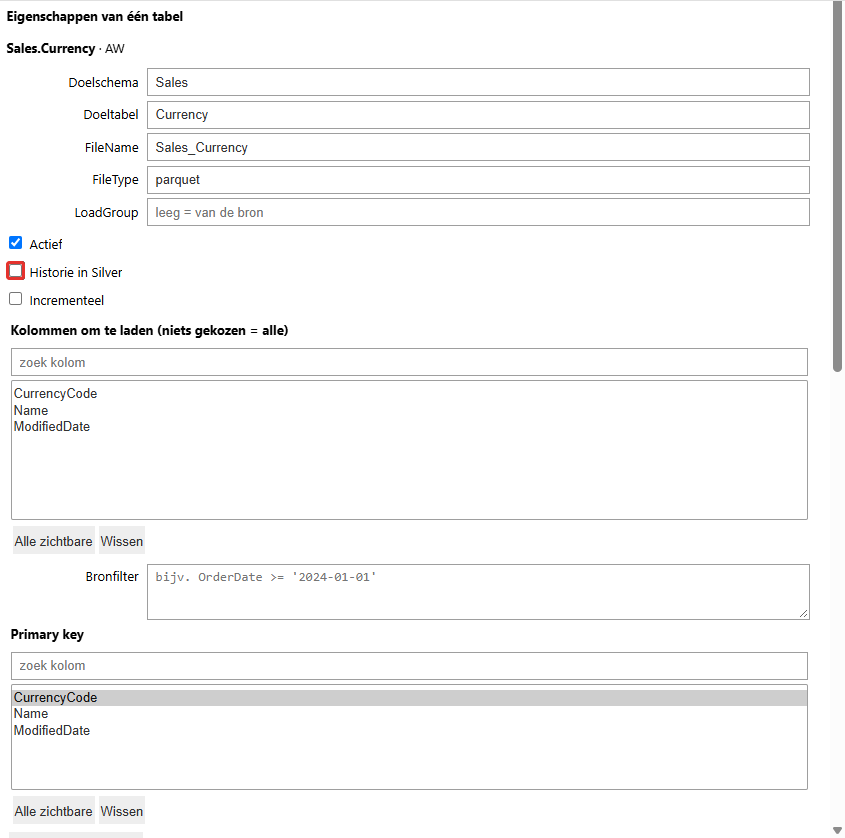 Eigenschappen van één tabel
Sales.Currency · AW
Doelschema Sales
Doeltabel Currency
FileName Sales_Currency
FileType parquet
LoadGroup leeg = van de bron
Actief
Historie in Silver
Incrementeel
Kolommen om te laden (niets gekozen = alle)
zoek kolom
CurrencyCode
Name
ModifiedDate
Alle zichtbare Wissen
Bronfilter bijv. OrderDate >= '2024-01-01'
Primary key
zoek kolom
CurrencyCode
Name
ModifiedDate
Alle zichtbare Wissen